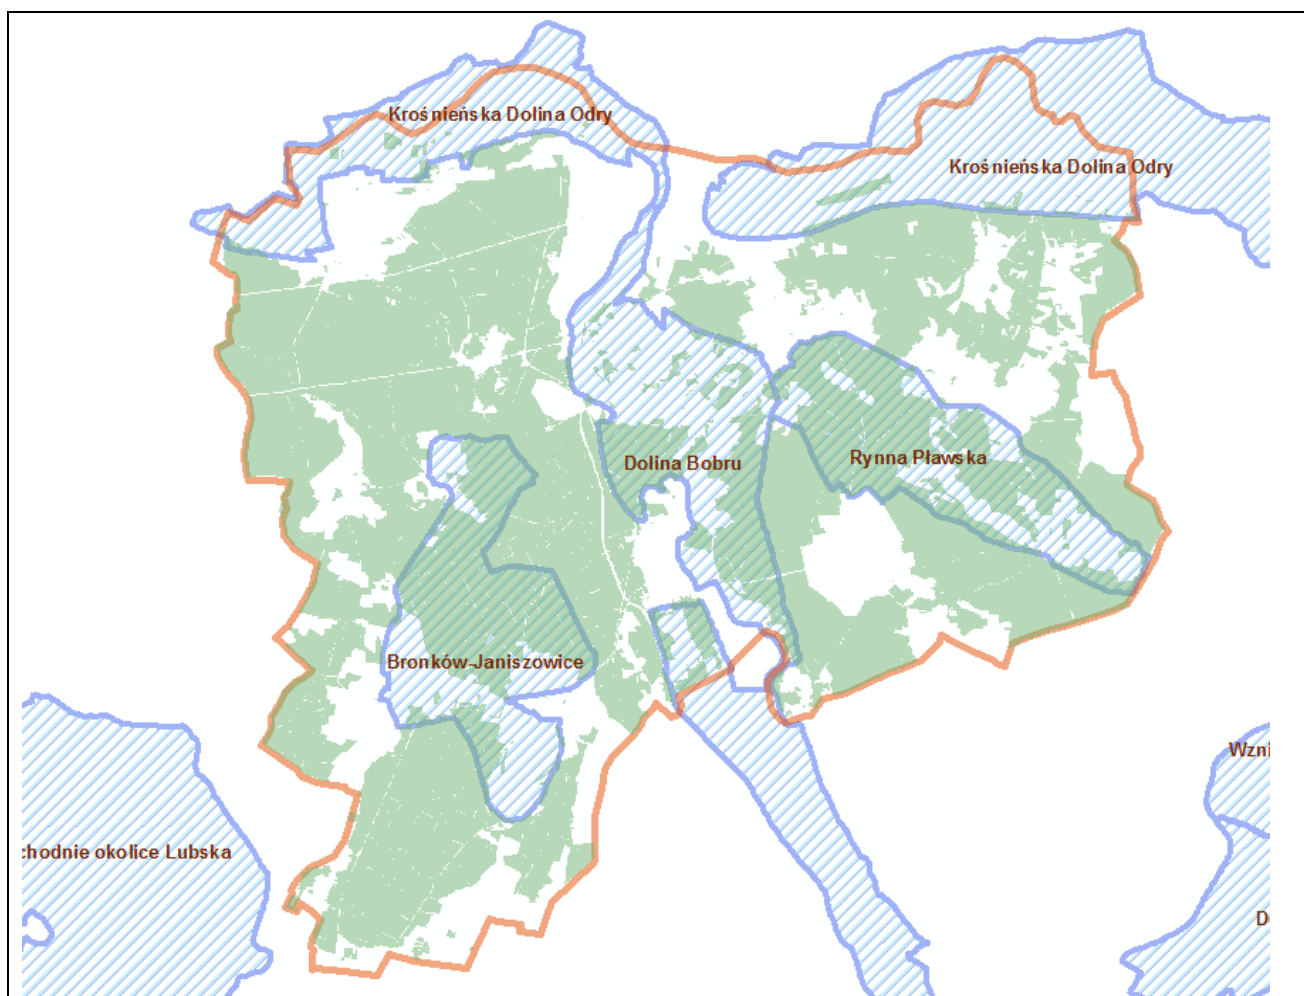 Krośnieńska Dolina Odry
Krośnieńska Dolina Odry
Dolina Bobru
Rynna Pławska
Bronków-Janiszowice
Wzni
chodnie okolice Lubska
D